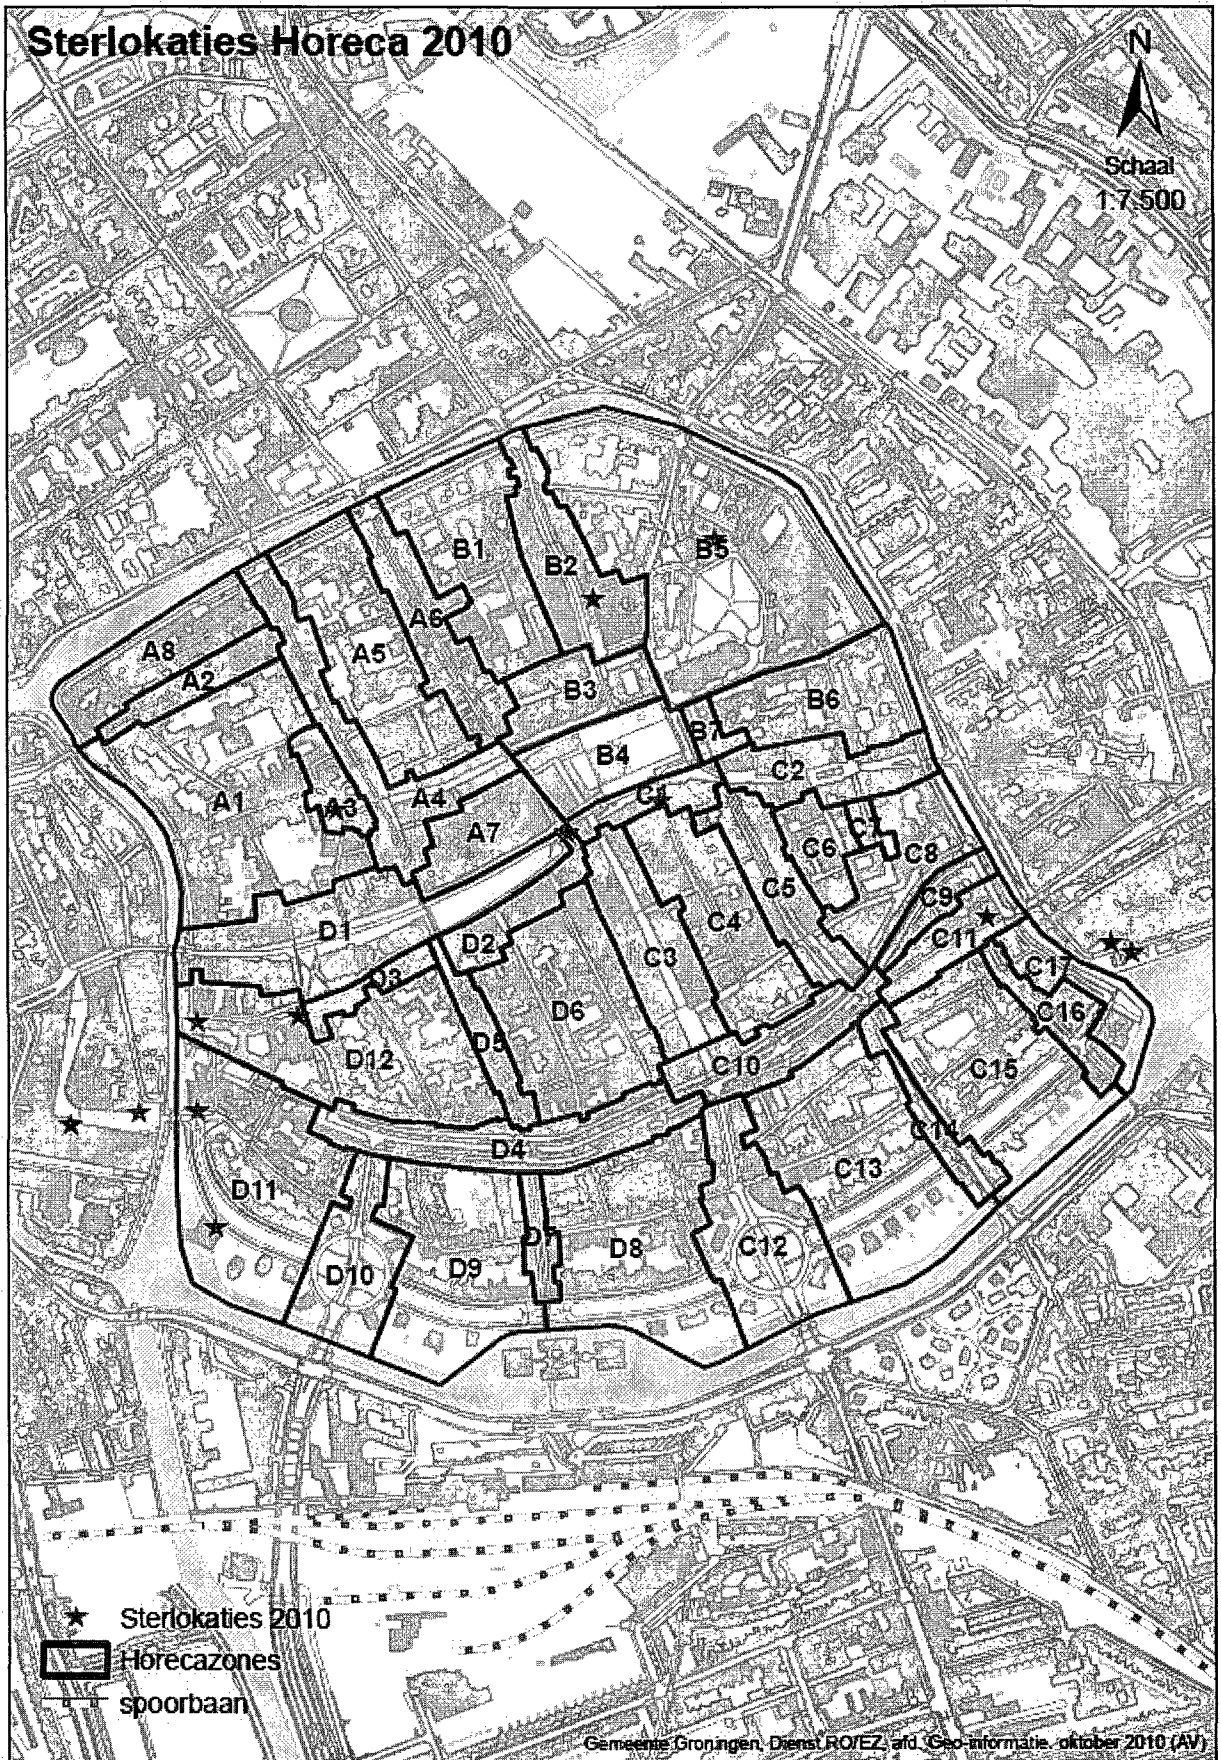 Sterlokaties Horeca 2010
N
Schaal
1:7.500
B1
B2
B5
A8
A2
A5
A6
B3
B6
B7
B4
C2
A1
A3
A4
A7
C1
C6
C7
C8
C5
C9
D1
D2
C3
C4
C11
C17
D3
D6
C16
D5
D12
C10
C15
D4
C14
C13
D11
D7
D8
C12
D10
D9
Sterlokaties 2010
Horecazones
spoorbaan
Gemeente Groningen, Dienst RO/EZ, afd. Geo-informatie, oktober 2010 (AV)